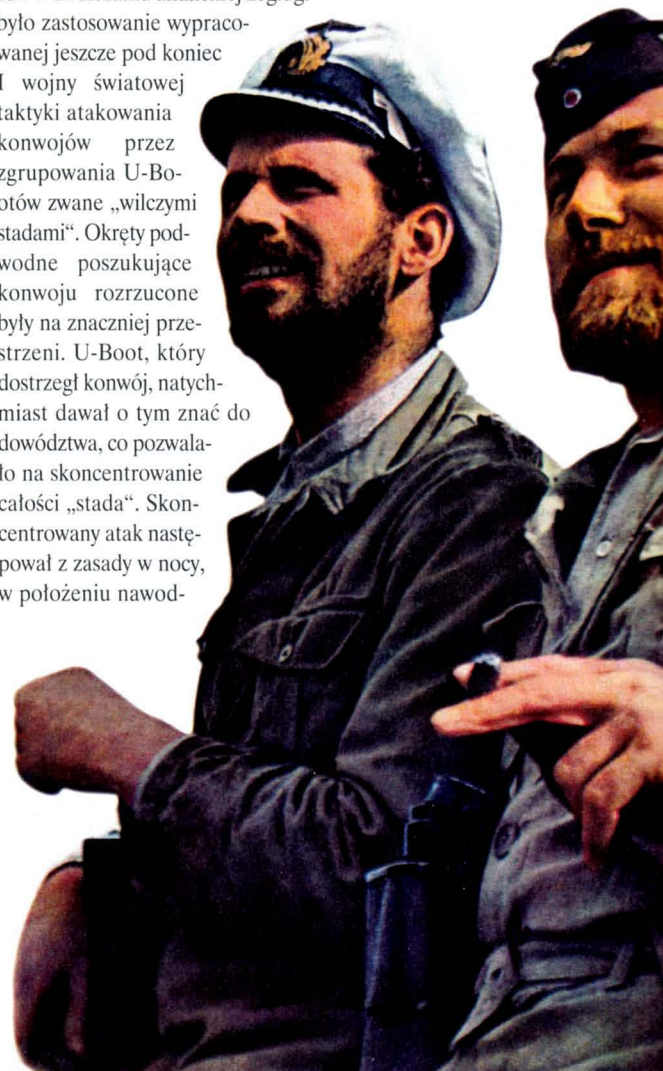 było zastosowanie wypraco-
wanej jeszcze pod koniec
I wojny światowej
taktyki atakowania
konwojów przez
zgrupowania U-Bo-
otów zwane „wilczymi
stadami“. Okręty pod-
wodne poszukujące
konwoju rozrzucone
były na znacznej prze-
strzeni. U-Boot, który
dostrzegł konwój, natych-
miast dawał o tym znać do
dowództwa, co pozwala-
ło na skoncentrowanie
całości „stada“. Skon-
centrowany atak nastę-
pował z zasady w nocy,
w położeniu nawod-